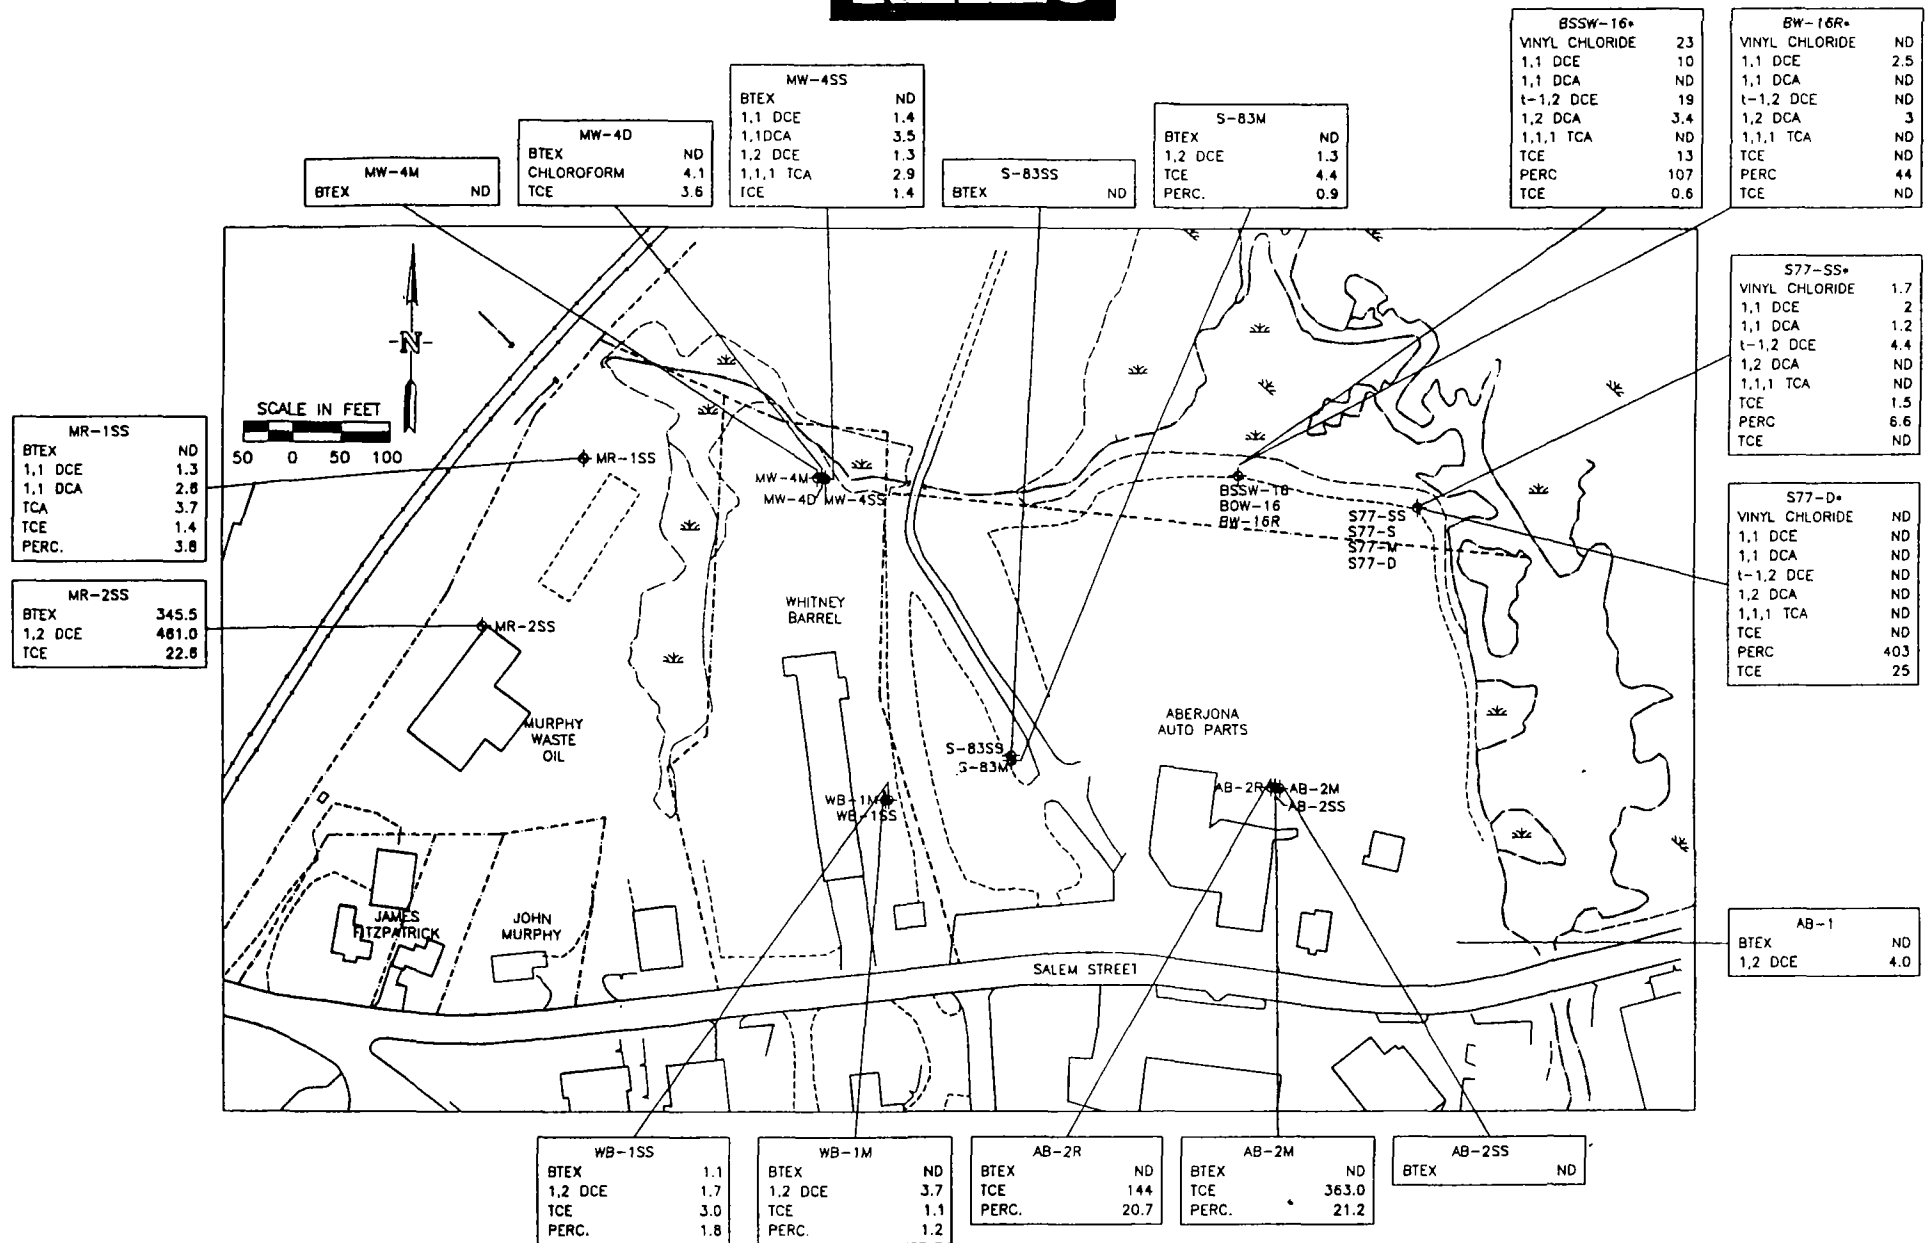 BSSW-16*
VINYL CHLORIDE 23
1,1 DCE 10
1,1 DCA ND
t-1,2 DCE 19
1,2 DCA 3.4
1,1,1 TCA ND
TCE 13
PERC 107
TCE 0.6
BW-16R*
VINYL CHLORIDE ND
1,1 DCE 2.5
1,1 DCA ND
t-1,2 DCE ND
1,2 DCA 3
1,1,1 TCA ND
TCE ND
PERC 44
TCE ND
MW-4SS
BTEX ND
1,1 DCE 1.4
1,1DCA 3.5
1,2 DCE 1.3
1,1,1 TCA 2.9
TCE 1.4
MW-4D
BTEX ND
CHLOROFORM 4.1
TCE 3.6
MW-4M
BTEX ND
S-83SS
BTEX ND
S-83M
BTEX ND
1,2 DCE 1.3
TCE 4.4
PERC. 0.9
S77-SS*
VINYL CHLORIDE 1.7
1,1 DCE 2
1,1 DCA 1.2
t-1,2 DCE 4.4
1,2 DCA ND
1,1,1 TCA ND
TCE 1.5
PERC 6.6
TCE ND
-N-
SCALE IN FEET
50 0 50 100
MR-1SS
BTEX ND
1,1 DCE 1.3
1,1 DCA 2.8
TCA 3.7
TCE 1.4
PERC. 3.8
MR-1SS
MW-4M
MW-4D
MW-4SS
BSSW-16
BOW-16
BW-16R
S77-SS
S77-S
S77-M
S77-D
S77-D*
VINYL CHLORIDE ND
1,1 DCE ND
1,1 DCA ND
t-1,2 DCE ND
1,2 DCA ND
1,1,1 TCA ND
TCE ND
PERC 403
TCE 25
MR-2SS
BTEX 345.5
1,2 DCE 461.0
TCE 22.8
MR-2SS
WHITNEY
BARREL
MURPHY
WASTE
OIL
ABERJONA
AUTO PARTS
S-83SS
S-83M
WB-1M
WB-1SS
AB-2R
AB-2M
AB-2SS
JAMES
FITZPATRICK
JOHN
MURPHY
SALEM STREET
AB-1
BTEX ND
1,2 DCE 4.0
WB-1SS
BTEX 1.1
1,2 DCE 1.7
TCE 3.0
PERC. 1.8
WB-1M
BTEX ND
1,2 DCE 3.7
TCE 1.1
PERC. 1.2
AB-2R
BTEX ND
TCE 144
PERC. 20.7
AB-2M
BTEX ND
TCE 363.0
PERC. 21.2
AB-2SS
BTEX ND